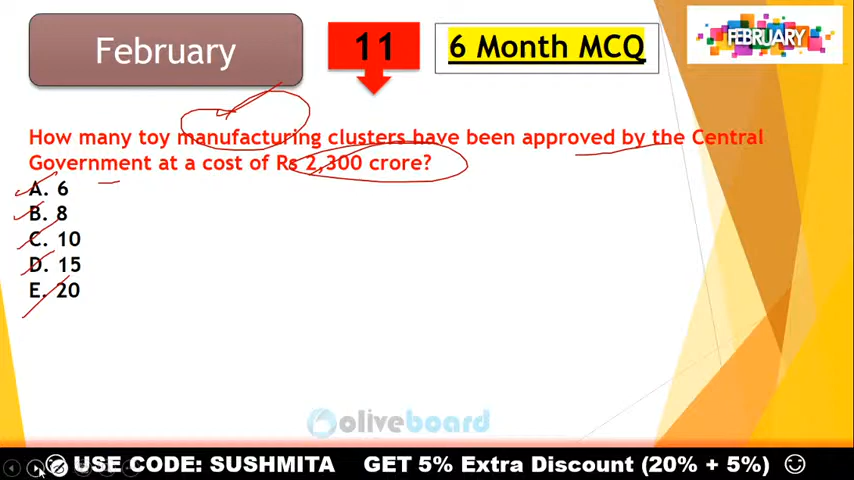 February
11
6 Month MCQ
FEBRUARY
How many toy manufacturing clusters have been approved by the Central
Government at a cost of Rs 2,300 crore?
A. 6
B. 8
C. 10
D. 15
E. 20
oliveboard
USE CODE: SUSHMITA GET 5% Extra Discount (20% + 5%)